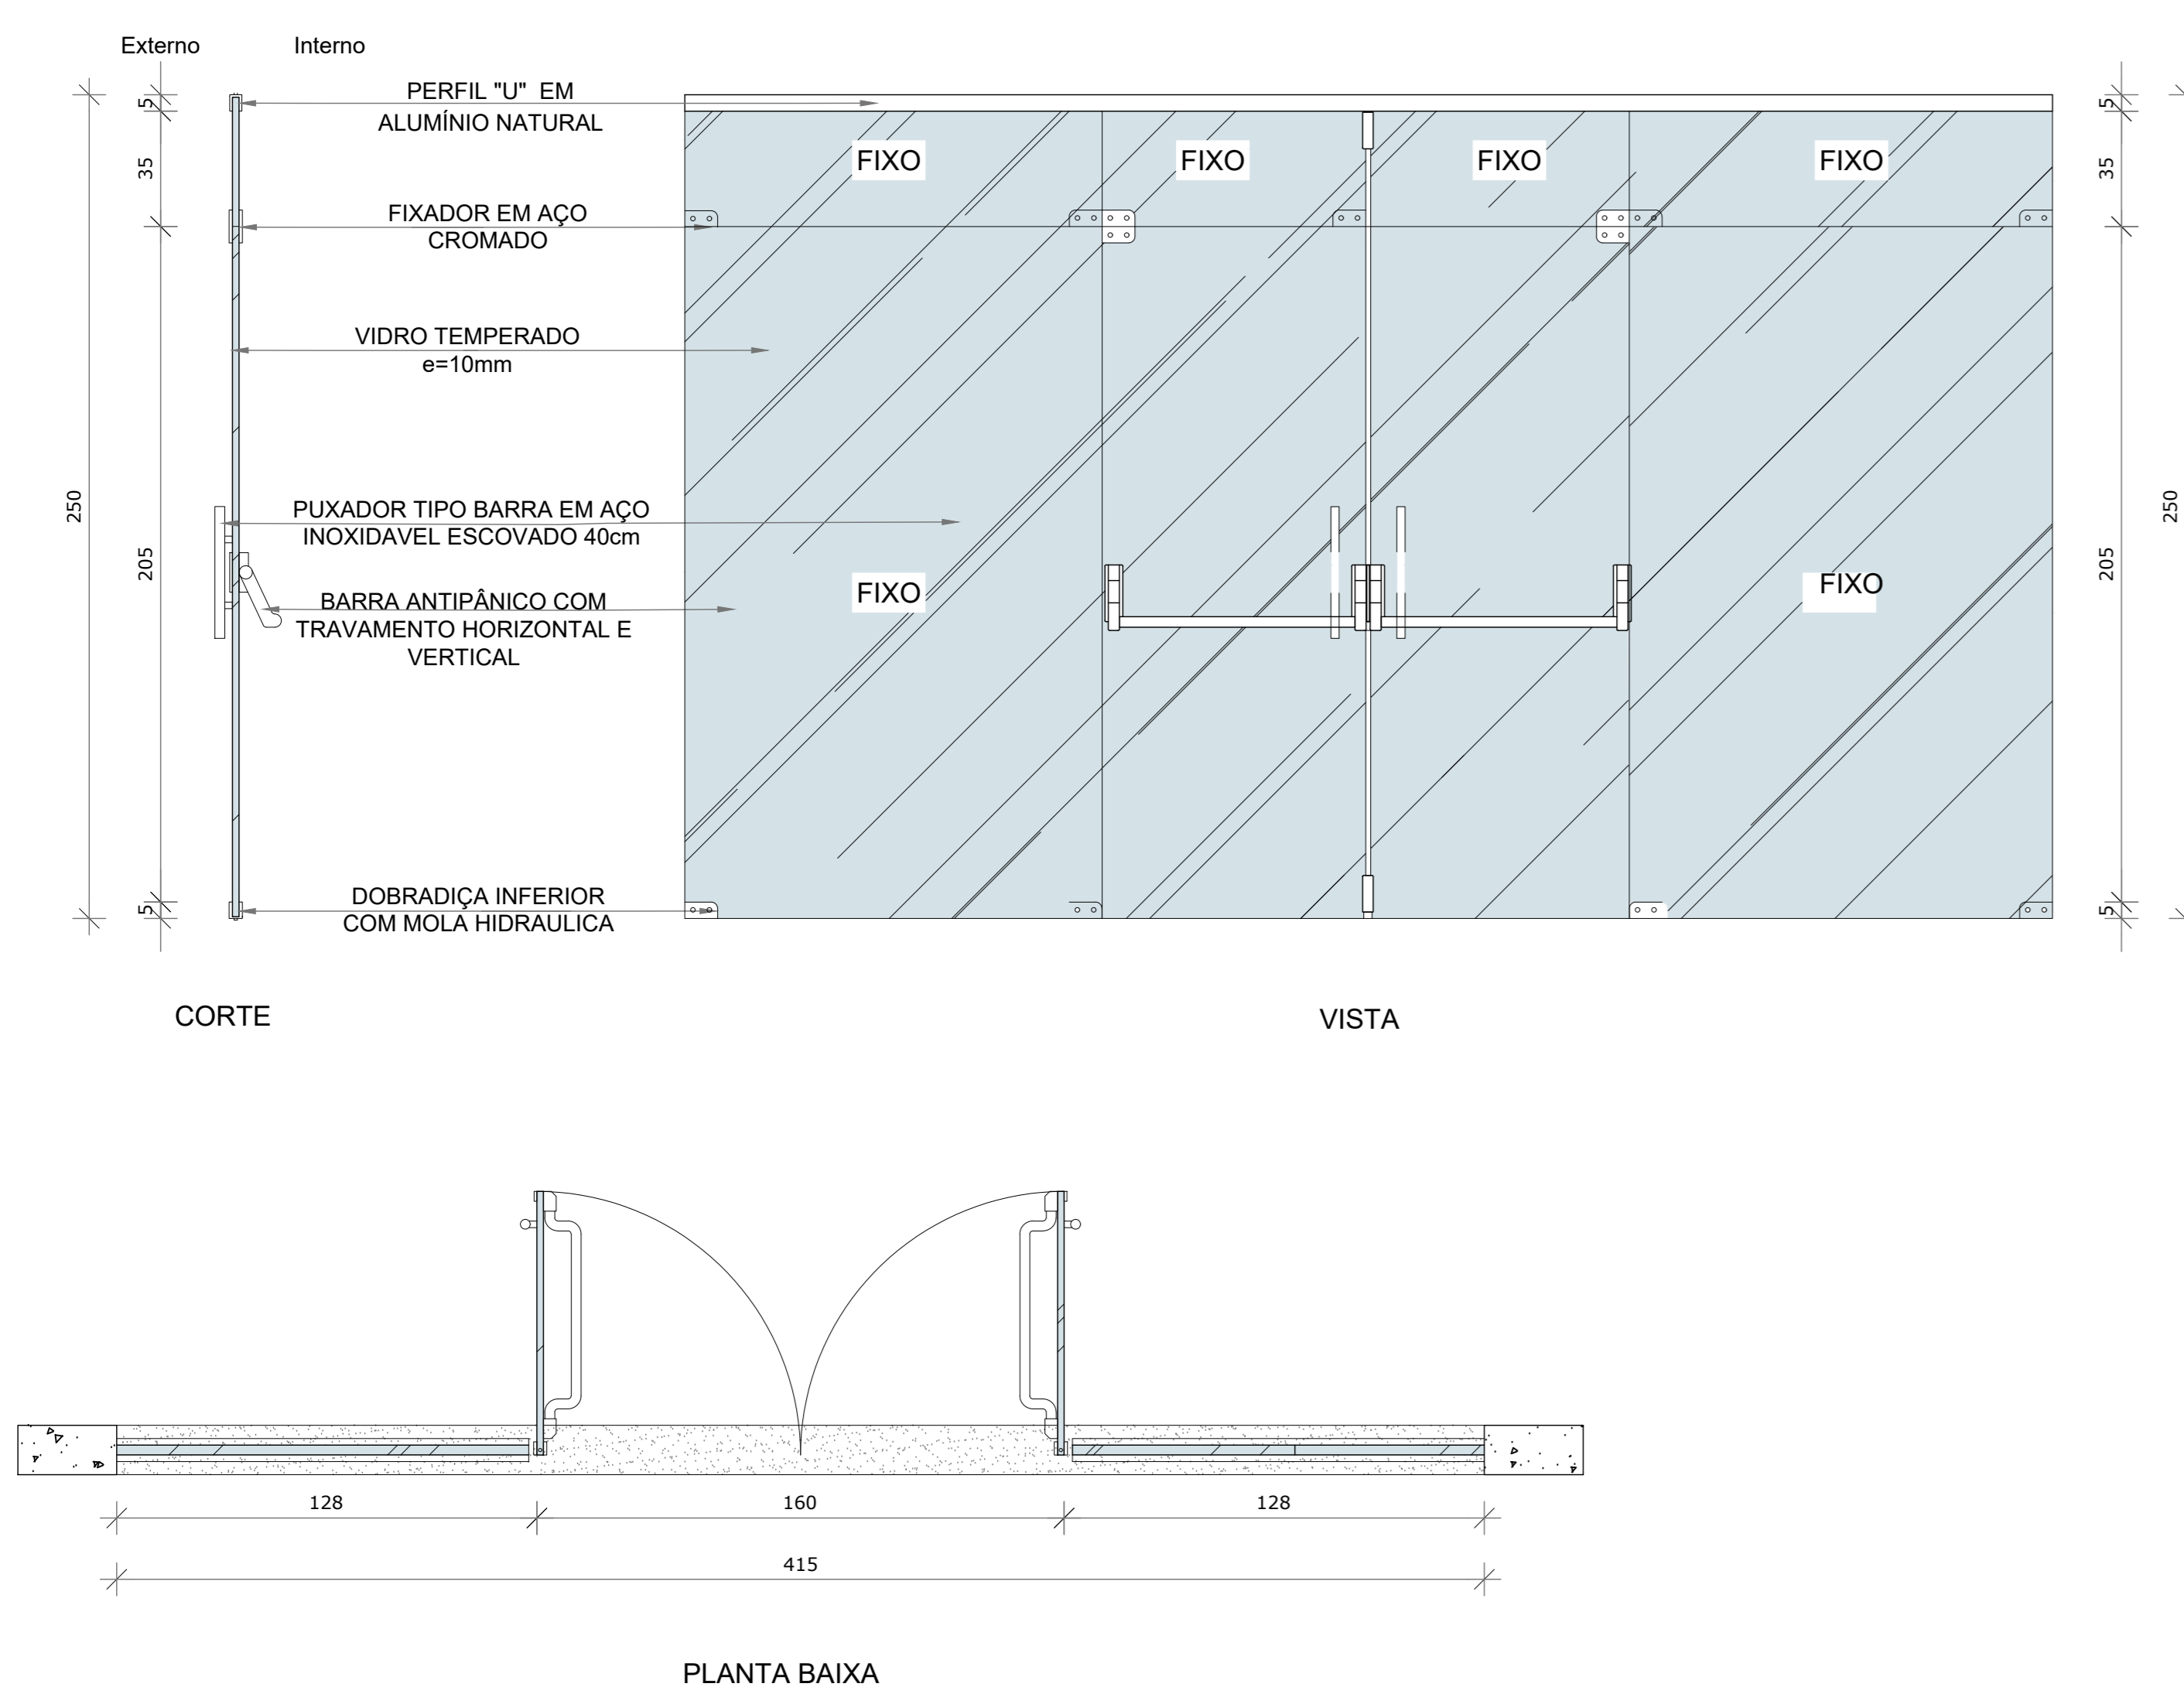 Externo
Interno
PERFIL "U" EM
ALUMÍNIO NATURAL
FIXADOR EM AÇO
CROMADO
VIDRO TEMPERADO
e=10mm
PUXADOR TIPO BARRA EM AÇO
INOXIDAVEL ESCOVADO 40cm
BARRA ANTIPÂNICO COM
TRAVAMENTO HORIZONTAL E
VERTICAL
DOBRADIÇA INFERIOR
COM MOLA HIDRAULICA
250
5
35
205
5
FIXO
FIXO
FIXO
FIXO
FIXO
FIXO
5
35
205
5
250
CORTE
VISTA
128
160
128
415
PLANTA BAIXA